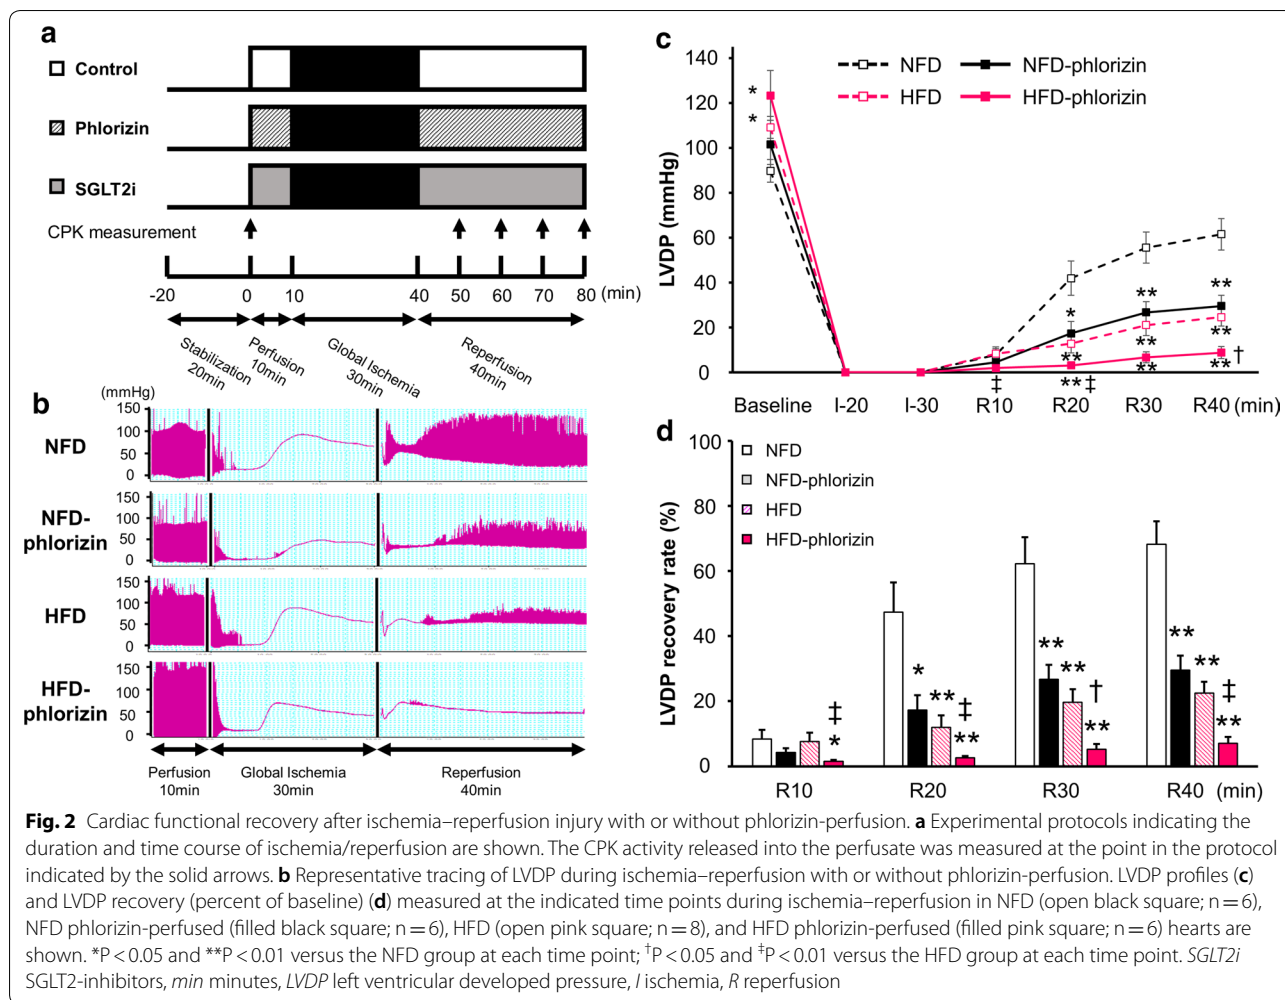 a
Control
Phlorizin
SGLT2i
CPK measurement
-20 0 10 40 50 60 70 80 (min)
Stabilization 20min
Perfusion 10min
Global Ischemia 30min
Reperfusion 40min
b
(mmHg)
NFD
150
100
50
0
NFD-phlorizin
150
100
50
0
HFD
150
100
50
0
HFD-phlorizin
150
100
50
0
Perfusion 10min
Global Ischemia 30min
Reperfusion 40min
c
NFD NFD-phlorizin
HFD HFD-phlorizin
LVDP (mmHg)
140
120
100
80
60
40
20
0
* *
* ** **
** ** **
‡ **‡ ** ** †
Baseline I-20 I-30 R10 R20 R30 R40 (min)
d
NFD
NFD-phlorizin
HFD
HFD-phlorizin
LVDP recovery rate (%)
100
80
60
40
20
0
‡ * * ** ‡ ** ** ** † ** ** ** ‡ **
R10 R20 R30 R40 (min)
Fig. 2 Cardiac functional recovery after ischemia–reperfusion injury with or without phlorizin-perfusion. a Experimental protocols indicating the
duration and time course of ischemia/reperfusion are shown. The CPK activity released into the perfusate was measured at the point in the protocol
indicated by the solid arrows. b Representative tracing of LVDP during ischemia–reperfusion with or without phlorizin-perfusion. LVDP profiles (c)
and LVDP recovery (percent of baseline) (d) measured at the indicated time points during ischemia–reperfusion in NFD (open black square; n = 6),
NFD phlorizin-perfused (filled black square; n = 6), HFD (open pink square; n = 8), and HFD phlorizin-perfused (filled pink square; n = 6) hearts are
shown. *P < 0.05 and **P < 0.01 versus the NFD group at each time point; †P < 0.05 and ‡P < 0.01 versus the HFD group at each time point. SGLT2i
SGLT2-inhibitors, min minutes, LVDP left ventricular developed pressure, I ischemia, R reperfusion